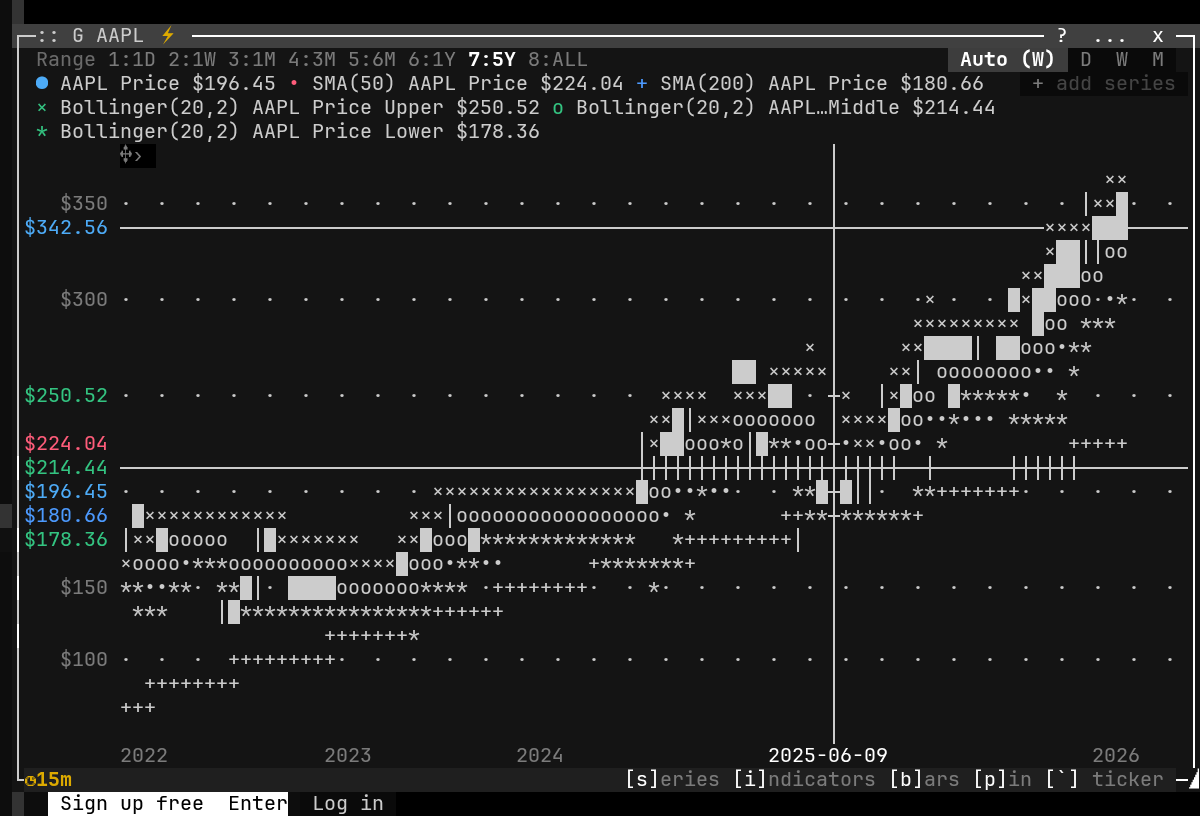 :: G AAPL ⚡ ? ... x
Range 1:1D 2:1W 3:1M 4:3M 5:6M 6:1Y 7:5Y 8:ALL Auto (W) D W M
● AAPL Price $196.45 • SMA(50) AAPL Price $224.04 + SMA(200) AAPL Price $180.66 + add series
× Bollinger(20,2) AAPL Price Upper $250.52 o Bollinger(20,2) AAPL…Middle $214.44
* Bollinger(20,2) AAPL Price Lower $178.36
$350
$342.56
$300
$250.52
$224.04
$214.44
$196.45
$180.66
$178.36
$150
$100
2022 2023 2024 2025-06-09 2026
15m [s]eries [i]ndicators [b]ars [p]in [`] ticker
Sign up free Enter Log in